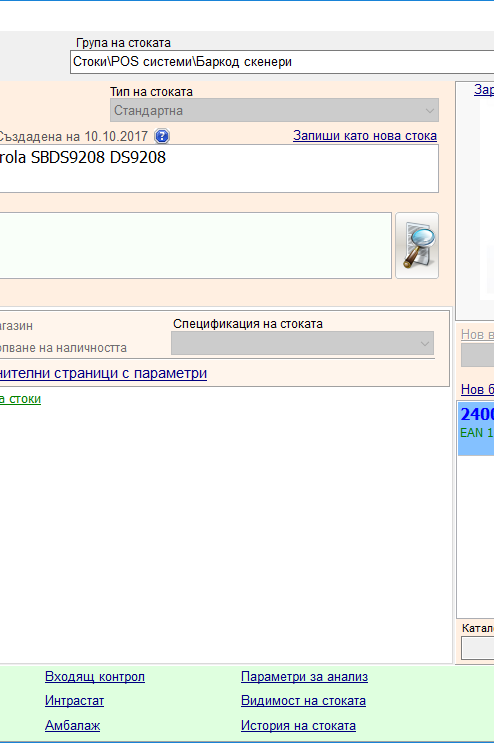 Група на стоката
Стоки\POS системи\Баркод скенери
Тип на стоката
Зар
Стандартна
Създадена на 10.10.2017 ?
Запиши като нова стока
rola SBDS9208 DS9208
газин
Спецификация на стоката
Нов в
рпване на наличността
нителни страници с параметри
Нов б
а стоки
2400
EAN 1
Катал
Входящ контрол
Параметри за анализ
Интрастат
Видимост на стоката
Амбалаж
История на стоката